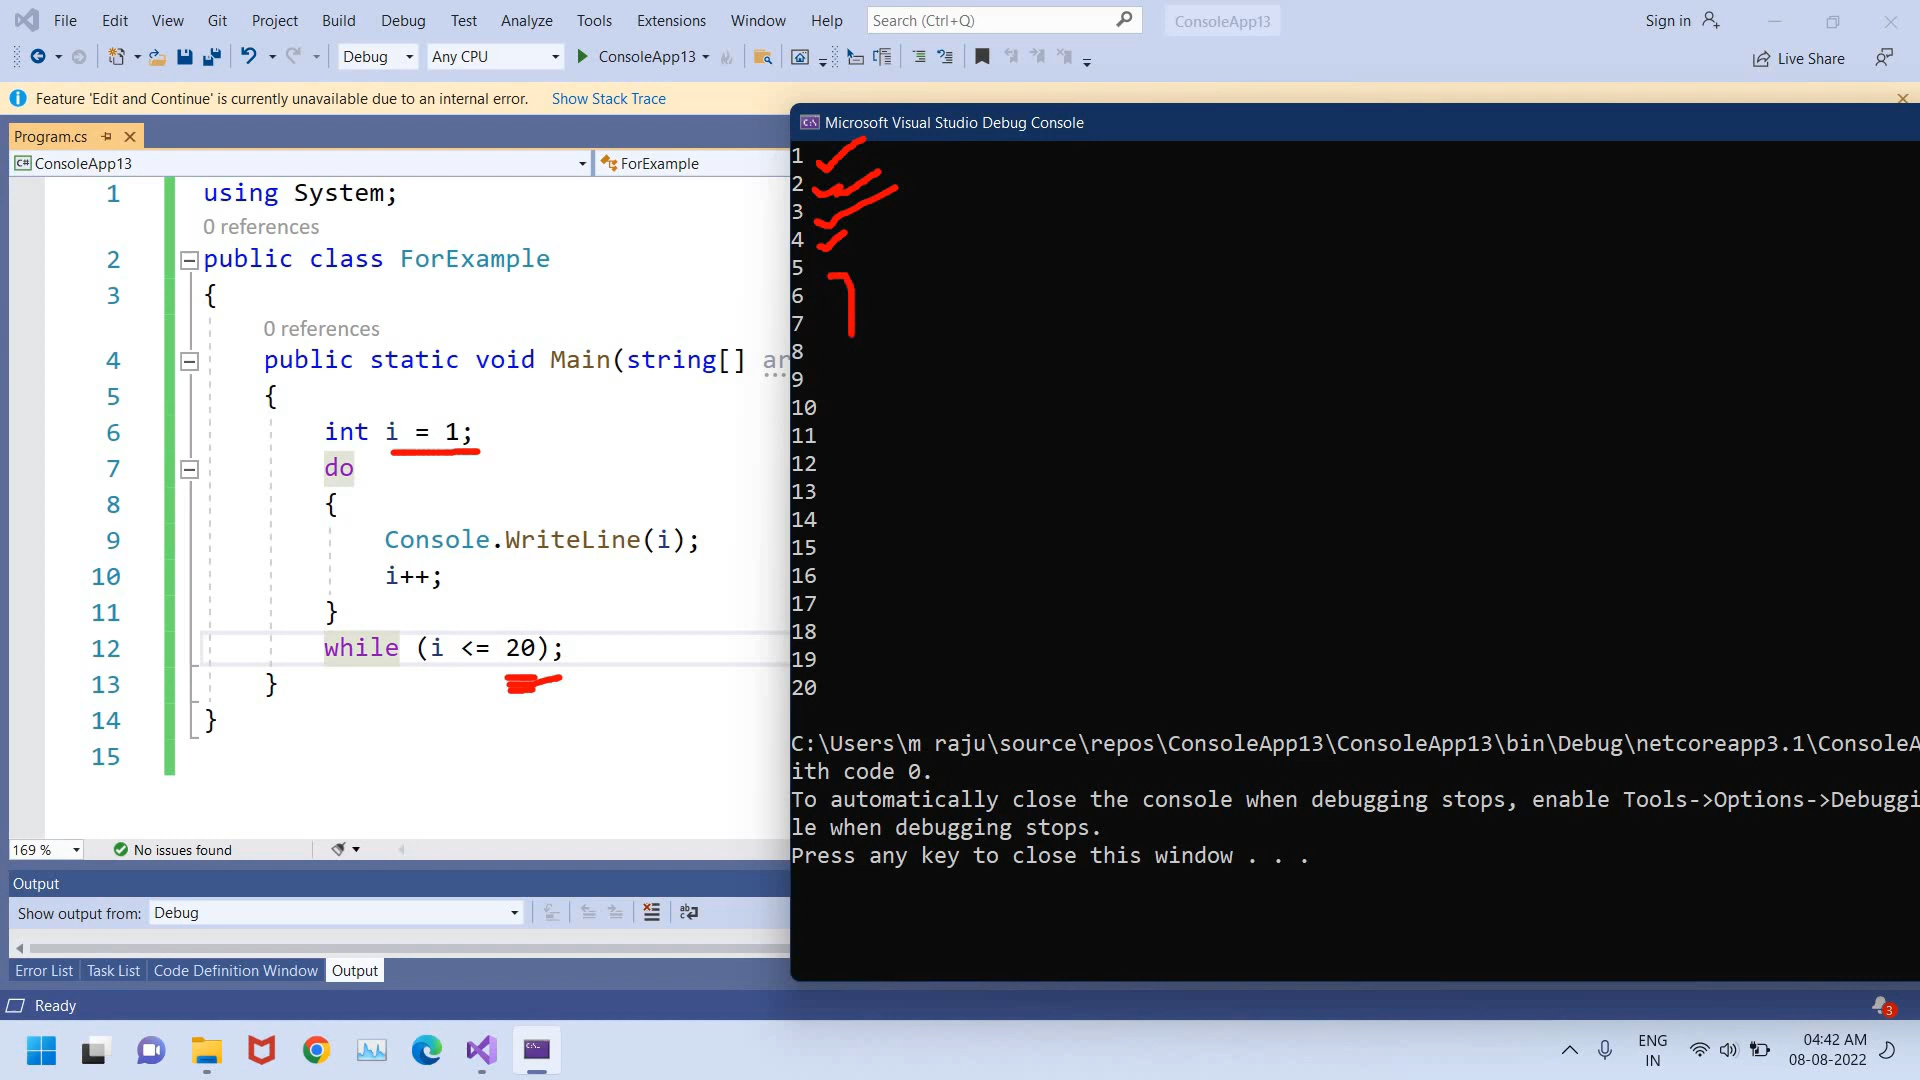 File Edit View Git Project Build Debug Test Analyze Tools Extensions Window Help Search (Ctrl+Q) ConsoleApp13 Sign in
Debug Any CPU ConsoleApp13 Live Share
Feature 'Edit and Continue' is currently unavailable due to an internal error. Show Stack Trace
Program.cs
ConsoleApp13 ForExample
1 using System;
0 references
2 public class ForExample
3 {
0 references
4 public static void Main(string[] ar
5 {
6 int i = 1;
7 do
8 {
9 Console.WriteLine(i);
10 i++;
11 }
12 while (i <= 20);
13 }
14 }
15
169 % No issues found
Output
Show output from: Debug
Error List Task List Code Definition Window Output
Ready
Microsoft Visual Studio Debug Console
1
2
3
4
5
6
7
8
9
10
11
12
13
14
15
16
17
18
19
20
C:\Users\m raju\source\repos\ConsoleApp13\ConsoleApp13\bin\Debug\netcoreapp3.1\ConsoleA
ith code 0.
To automatically close the console when debugging stops, enable Tools->Options->Debuggi
le when debugging stops.
Press any key to close this window . . .
3
ENG
IN
04:42 AM
08-08-2022